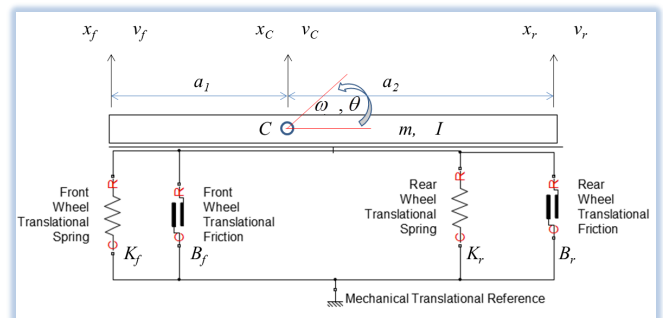 x_f v_f x_C v_C x_r v_r
a_1 a_2
ω , θ
C m, I
R R R R
Front Wheel Translational Spring
Front Wheel Translational Friction
Rear Wheel Translational Spring
Rear Wheel Translational Friction
C C C C
K_f B_f K_r B_r
Mechanical Translational Reference